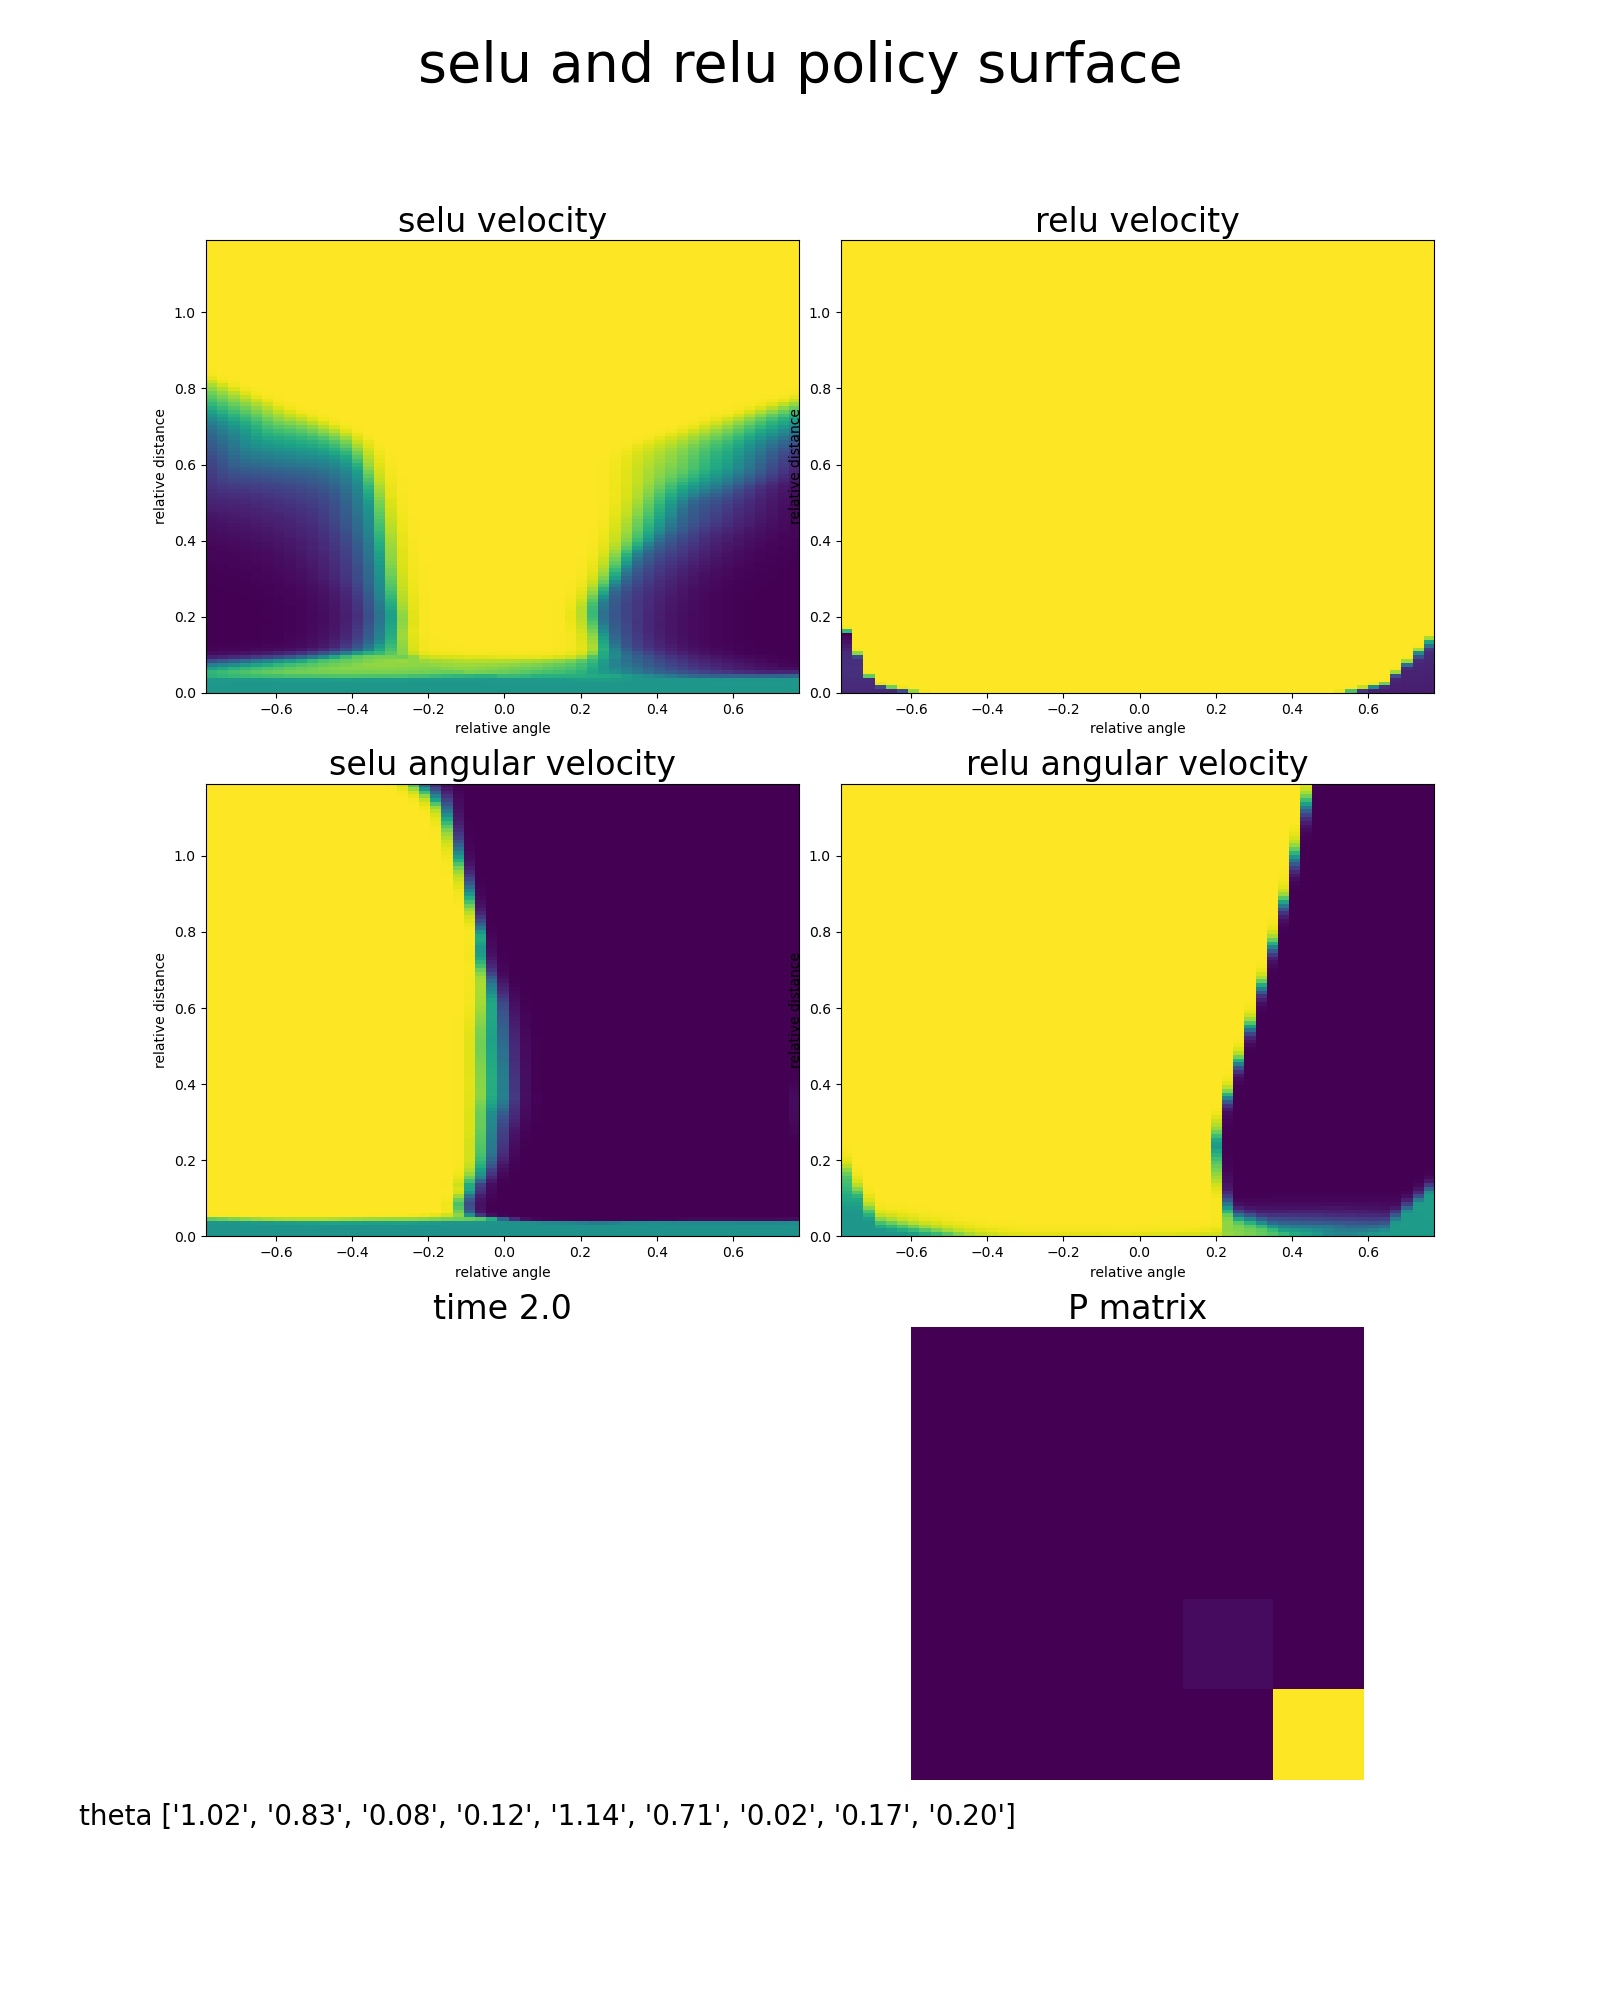 selu and relu policy surface
selu velocity
relu velocity
1.0
0.8
0.6
0.4
0.2
0.0
relative distance
−0.6 −0.4 −0.2 0.0 0.2 0.4 0.6
relative angle
1.0
0.8
0.6
0.4
0.2
0.0
relative distance
−0.6 −0.4 −0.2 0.0 0.2 0.4 0.6
relative angle
selu angular velocity
relu angular velocity
1.0
0.8
0.6
0.4
0.2
0.0
relative distance
−0.6 −0.4 −0.2 0.0 0.2 0.4 0.6
relative angle
1.0
0.8
0.6
0.4
0.2
0.0
relative distance
−0.6 −0.4 −0.2 0.0 0.2 0.4 0.6
relative angle
time 2.0
P matrix
theta ['1.02', '0.83', '0.08', '0.12', '1.14', '0.71', '0.02', '0.17', '0.20']